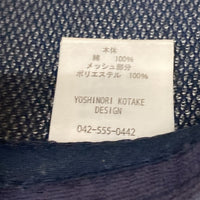 本体
綿　100%
メッシュ部分
ポリエステル　100%
YOSHINORI KOTAKE
DESIGN
042-555-0442